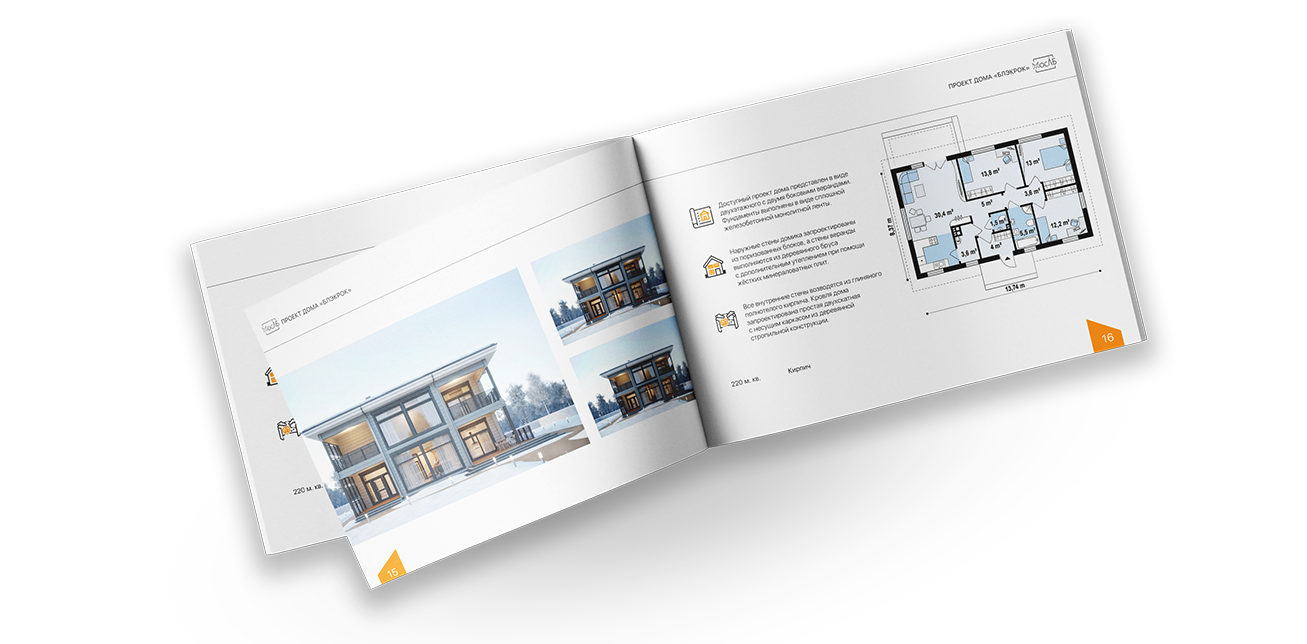 ПРОЕКТ ДОМА «БЛЭКРОК»
220 м. кв.
15
ПРОЕКТ ДОМА «БЛЭКРОК»
Доступный проект дома представлен в виде
двухэтажного с двумя боковыми верандами.
Фундаменты выполнены в виде сплошной
железобетонной монолитной ленты.
Наружные стены домика запроектированы
из поризованных блоков, а стены веранды
выполняются из деревянного бруса
с дополнительным утеплением при помощи
жёстких минераловатных плит.
Все внутренние стены возводятся из глиняного
полнотелого кирпича. Кровля дома
запроектирована простая двускатная
с несущим каркасом из деревянной
стропильной конструкции.
220 м. кв.
Кирпич
13,8 m²
13 m²
3,6 m²
5 m²
30,4 m²
1,5 m²
5,5 m²
12,2 m²
4 m²
3,6 m²
8,37 m
13,74 m
16